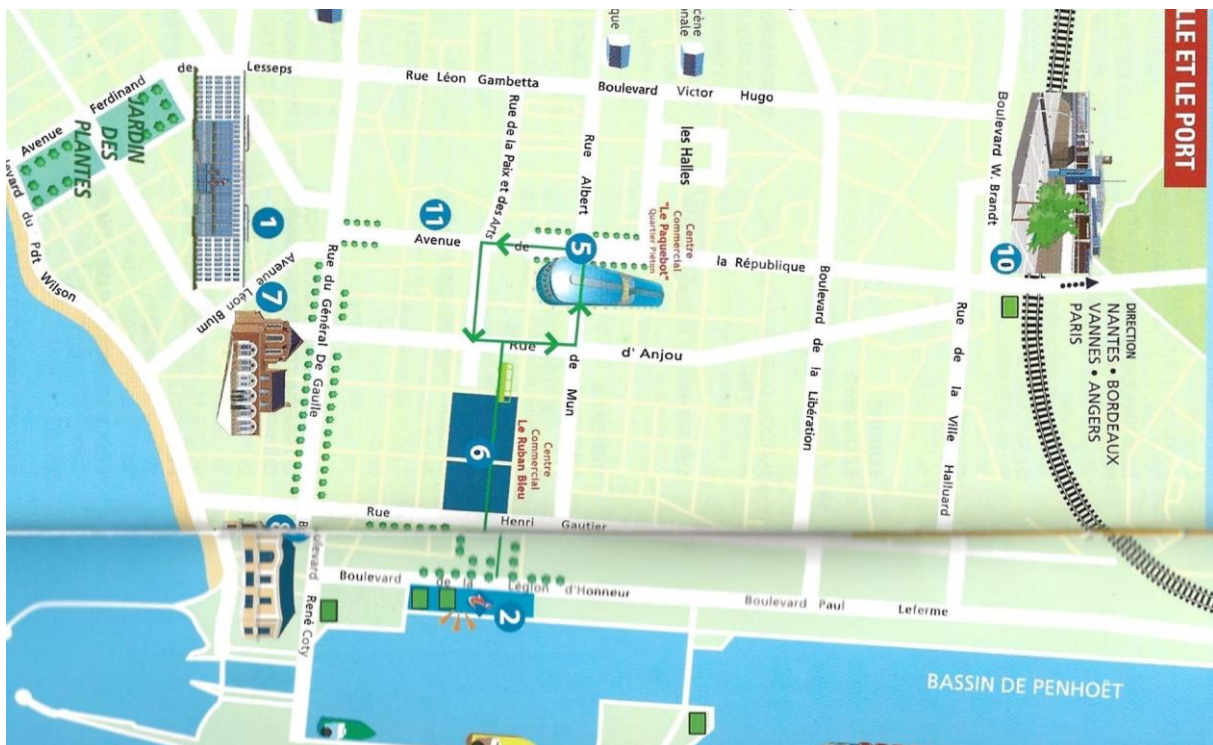 LLE ET LE PORT
que
cène
nale
de
Lesseps
Ferdinand
Avenue
JARDIN
DES
PLANTES
levard du Pdt Wilson
Rue Léon Gambetta
Boulevard Victor Hugo
Rue de la Paix et des Arts
Rue Albert
de Mun
les Halles
Boulevard W. Brandt
Centre
Commercial
"Le Paquebot"
Quartier Piéton
1
11
5
10
7
Avenue de la République
Avenue Léon Blum
Rue du Général De Gaulle
Rue d'Anjou
Boulevard de la Libération
Rue de la Ville Halluard
DIRECTION
NANTES • BORDEAUX
VANNES • ANGERS
PARIS
Centre
Commercial
Le Ruban Bleu
6
Rue Henri Gautier
8
Boulevard René Coty
Boulevard de la Légion d'Honneur
2
Boulevard Paul Leferme
BASSIN DE PENHOËT